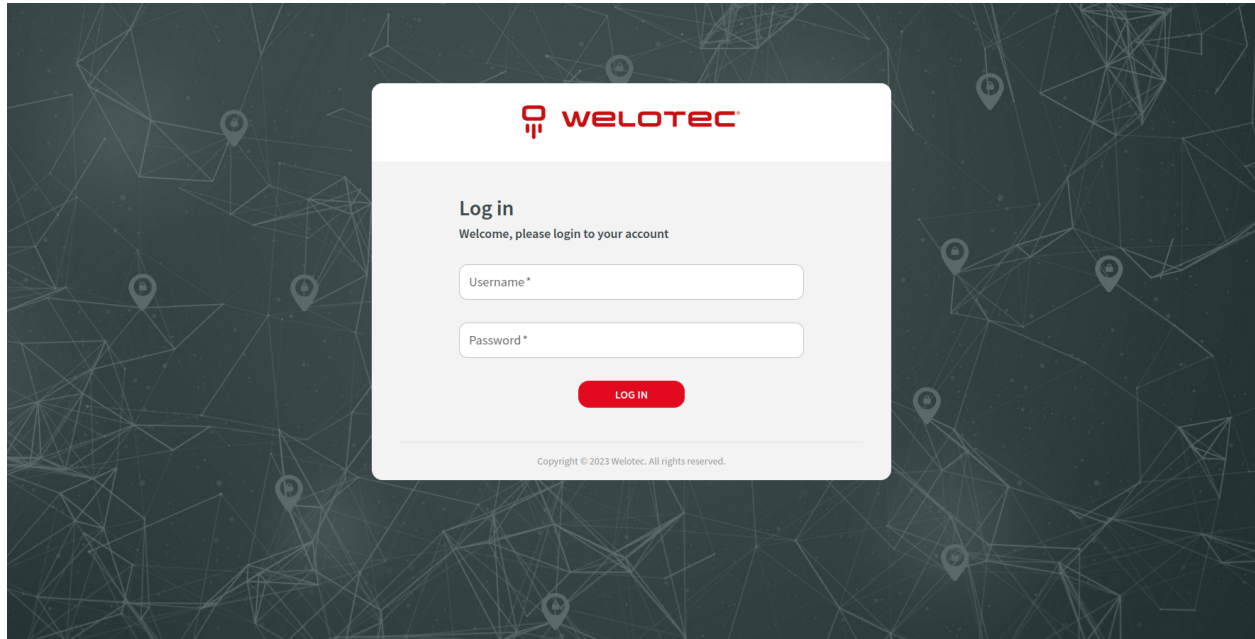 WELOTEC
Log in
Welcome, please login to your account
Username *
Password *
LOG IN
Copyright © 2023 Welotec. All rights reserved.